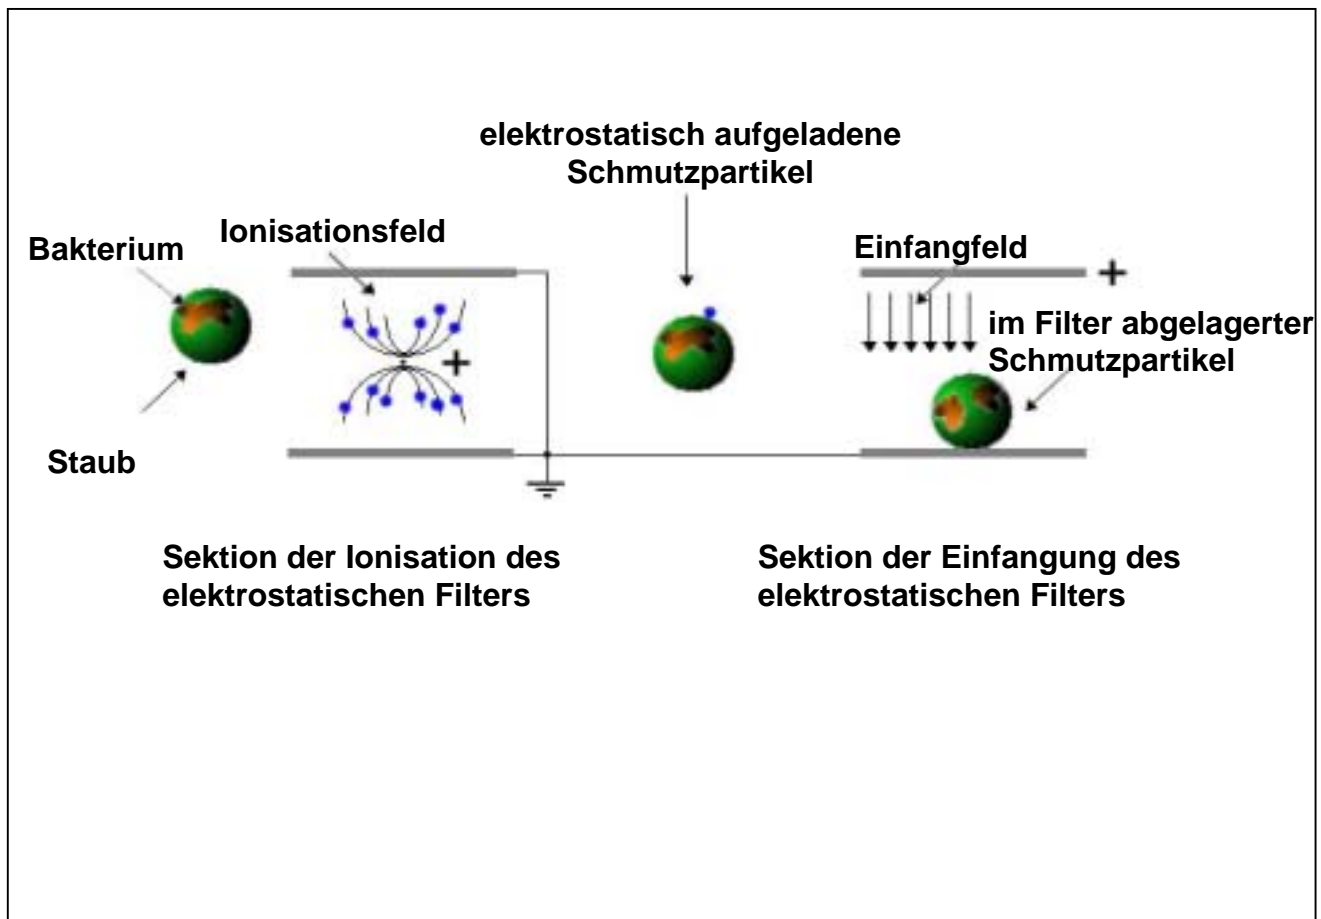 elektrostatisch aufgeladene
Schmutzpartikel
Ionisationsfeld
Bakterium
Einfangfeld
+
im Filter abgelagerter
Schmutzpartikel
+
Staub
Sektion der Ionisation des
elektrostatischen Filters
Sektion der Einfangung des
elektrostatischen Filters